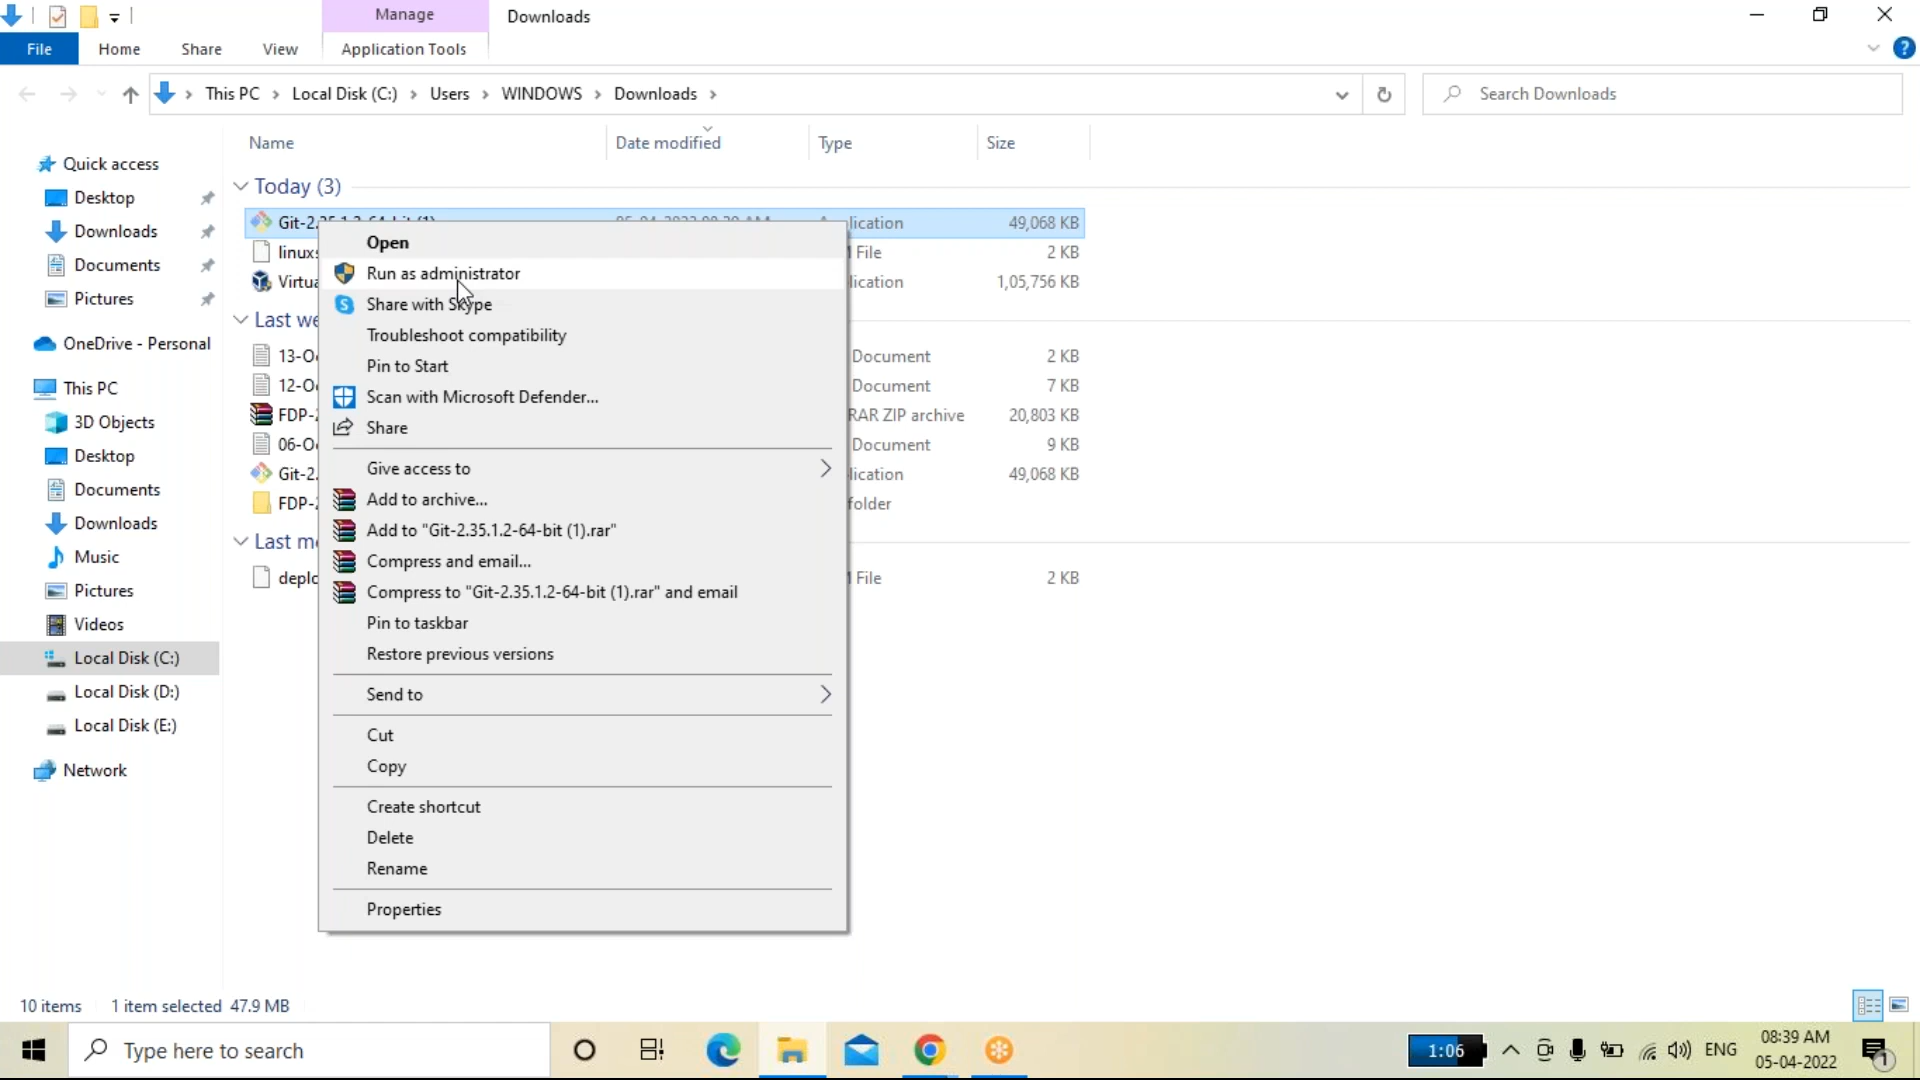 Manage
Downloads
File
Home
Share
View
Application Tools
This PC
Local Disk (C:)
Users
WINDOWS
Downloads
Search Downloads
Name
Date modified
Type
Size
Quick access
Desktop
Downloads
Documents
Pictures
OneDrive - Personal
This PC
3D Objects
Desktop
Documents
Downloads
Music
Pictures
Videos
Local Disk (C:)
Local Disk (D:)
Local Disk (E:)
Network
Today (3)
49,068 KB
2 KB
1,05,756 KB
File
Document
2 KB
Document
7 KB
RAR ZIP archive
20,803 KB
Document
9 KB
49,068 KB
folder
File
2 KB
Open
Run as administrator
Share with Skype
Troubleshoot compatibility
Pin to Start
Scan with Microsoft Defender...
Share
Give access to
Add to archive...
Add to "Git-2.35.1.2-64-bit (1).rar"
Compress and email...
Compress to "Git-2.35.1.2-64-bit (1).rar" and email
Pin to taskbar
Restore previous versions
Send to
Cut
Copy
Create shortcut
Delete
Rename
Properties
10 items
1 item selected 47.9 MB
Type here to search
1:06
ENG
08:39 AM
05-04-2022
1